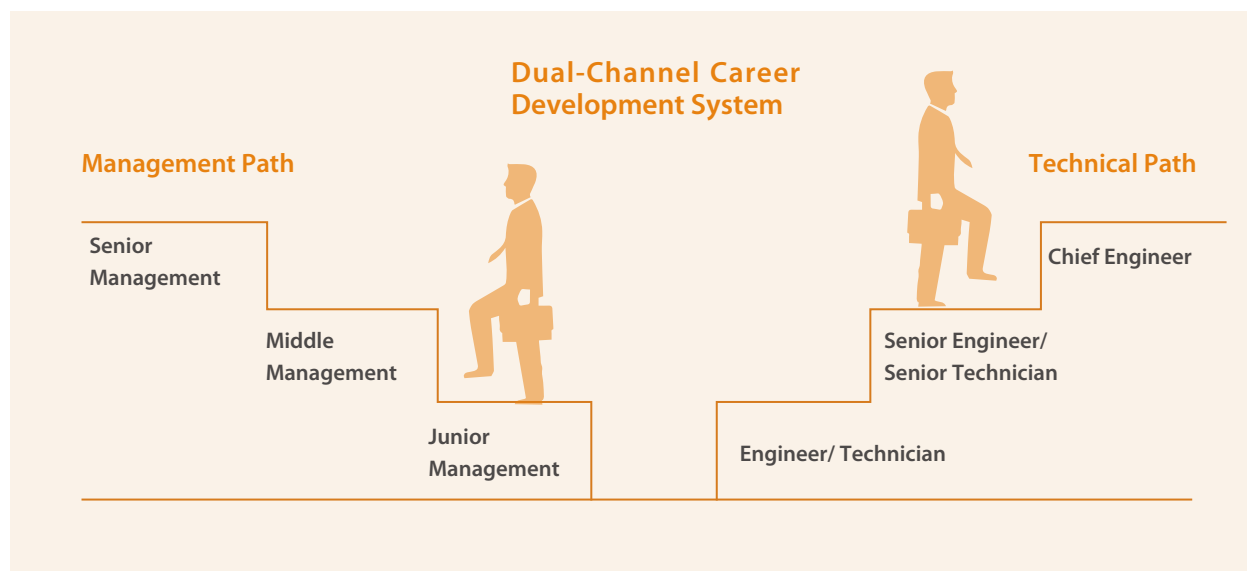 Dual-Channel Career
Development System
Management Path
Technical Path
Senior
Management
Middle
Management
Junior
Management
Chief Engineer
Senior Engineer/
Senior Technician
Engineer/ Technician